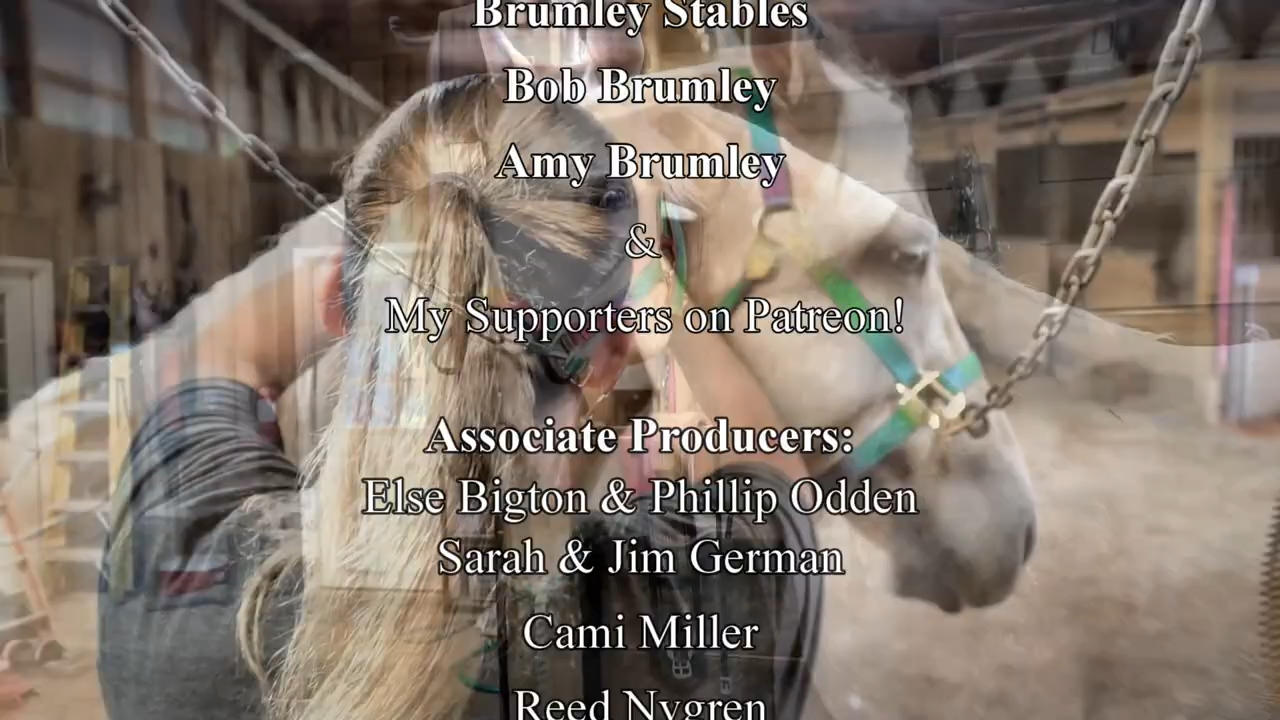 Brumley Stables
Bob Brumley
Amy Brumley
&
My Supporters on Patreon!
Associate Producers:
Else Bigton & Phillip Odden
Sarah & Jim German
Cami Miller
Reed Nygren